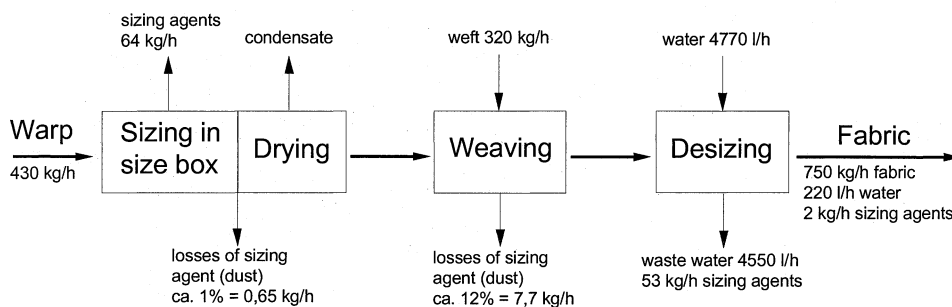 sizing agents
64 kg/h
condensate
weft 320 kg/h
water 4770 l/h
Warp
430 kg/h
Sizing in
size box
Drying
Weaving
Desizing
Fabric
750 kg/h fabric
220 l/h water
2 kg/h sizing agents
losses of sizing
agent (dust)
ca. 1% = 0,65 kg/h
losses of sizing
agent (dust)
ca. 12% = 7,7 kg/h
waste water 4550 l/h
53 kg/h sizing agents